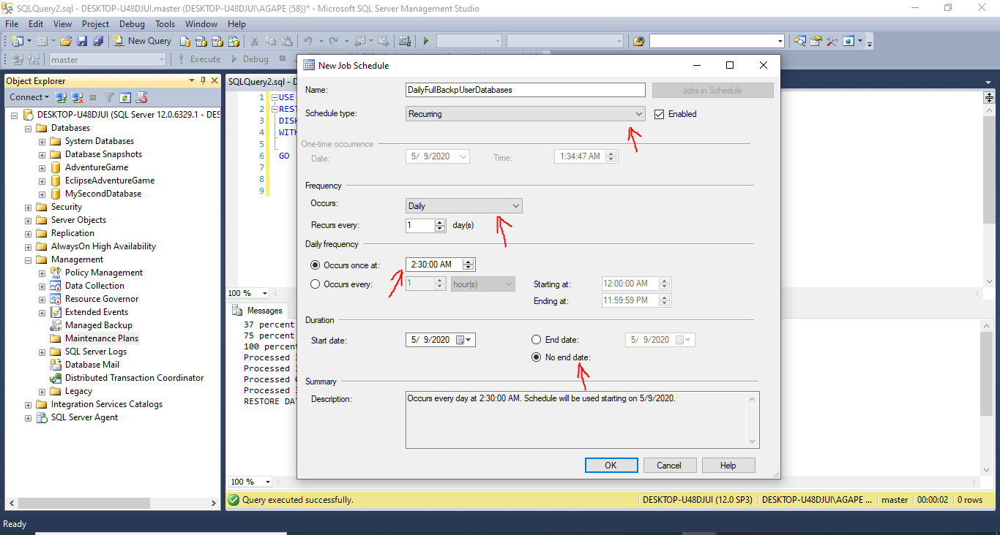 SQLQuery2.sql - DESKTOP-U48DJUI.master (DESKTOP-U48DJUI\AGAPE (58))* - Microsoft SQL Server Management Studio
File Edit View Project Debug Tools Window Help
New Query
master Execute Debug
Object Explorer
Connect
DESKTOP-U48DJUI (SQL Server 12.0.6329.1 - DES
Databases
System Databases
Database Snapshots
AdventureGame
EclipseAdventureGame
MySecondDatabase
Security
Server Objects
Replication
AlwaysOn High Availability
Management
Policy Management
Data Collection
Resource Governor
Extended Events
Managed Backup
Maintenance Plans
SQL Server Logs
Database Mail
Distributed Transaction Coordinator
Legacy
Integration Services Catalogs
SQL Server Agent
SQLQuery2.sql - D
1 USE
2 RES
3 DISK
4 WITH
5
6 GO
7
8
9
100 %
Messages
37 percent
75 percent
100 percent
Processed
Processed
Processed
Processed
RESTORE DAT
100 %
New Job Schedule
Name: DailyFullBackpUserDatabases Jobs in Schedule
Schedule type: Recurring Enabled
One-time occurrence
Date: 5/ 9/2020 Time: 1:34:47 AM
Frequency
Occurs: Daily
Recurs every: 1 day(s)
Daily frequency
Occurs once at: 2:30:00 AM
Occurs every: 1 hour(s) Starting at: 12:00:00 AM
Ending at: 11:59:59 PM
Duration
Start date: 5/ 9/2020 End date: 5/ 9/2020
No end date:
Summary
Description: Occurs every day at 2:30:00 AM. Schedule will be used starting on 5/9/2020.
OK Cancel Help
Query executed successfully. DESKTOP-U48DJUI (12.0 SP3) DESKTOP-U48DJUI\AGAPE ... master 00:00:02 0 rows
Ready